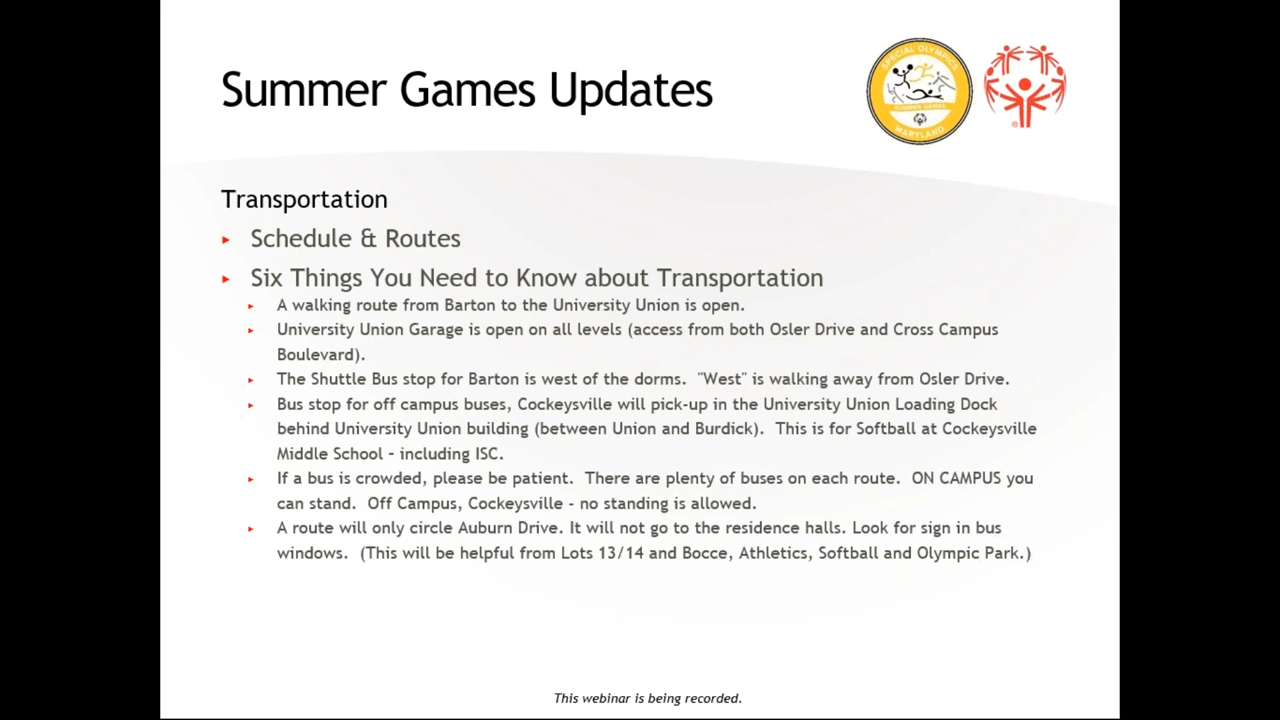 Summer Games Updates
SPECIAL OLYMPICS
SUMMER GAMES
MARYLAND
®
Transportation
Schedule & Routes
Six Things You Need to Know about Transportation
A walking route from Barton to the University Union is open.
University Union Garage is open on all levels (access from both Osler Drive and Cross Campus
Boulevard).
The Shuttle Bus stop for Barton is west of the dorms.  "West" is walking away from Osler Drive.
Bus stop for off campus buses, Cockeysville will pick-up in the University Union Loading Dock
behind University Union building (between Union and Burdick).  This is for Softball at Cockeysville
Middle School – including ISC.
If a bus is crowded, please be patient.  There are plenty of buses on each route.  ON CAMPUS you
can stand.  Off Campus, Cockeysville - no standing is allowed.
A route will only circle Auburn Drive. It will not go to the residence halls. Look for sign in bus
windows.  (This will be helpful from Lots 13/14 and Bocce, Athletics, Softball and Olympic Park.)
This webinar is being recorded.